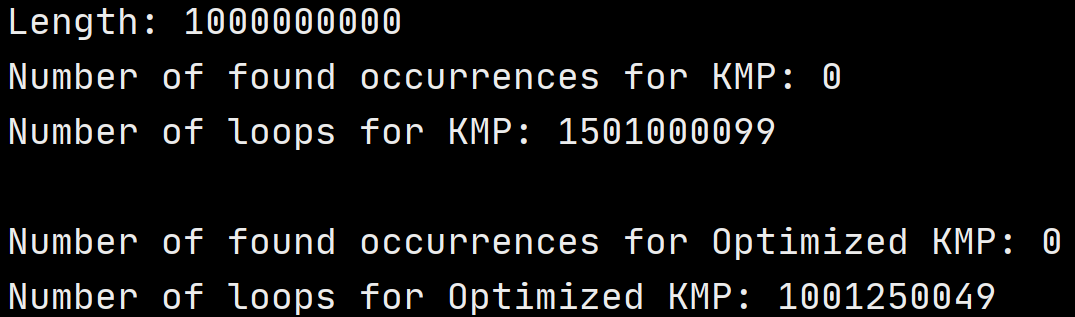 Length: 1000000000
Number of found occurrences for KMP: 0
Number of loops for KMP: 1501000099
Number of found occurrences for Optimized KMP: 0
Number of loops for Optimized KMP: 1001250049